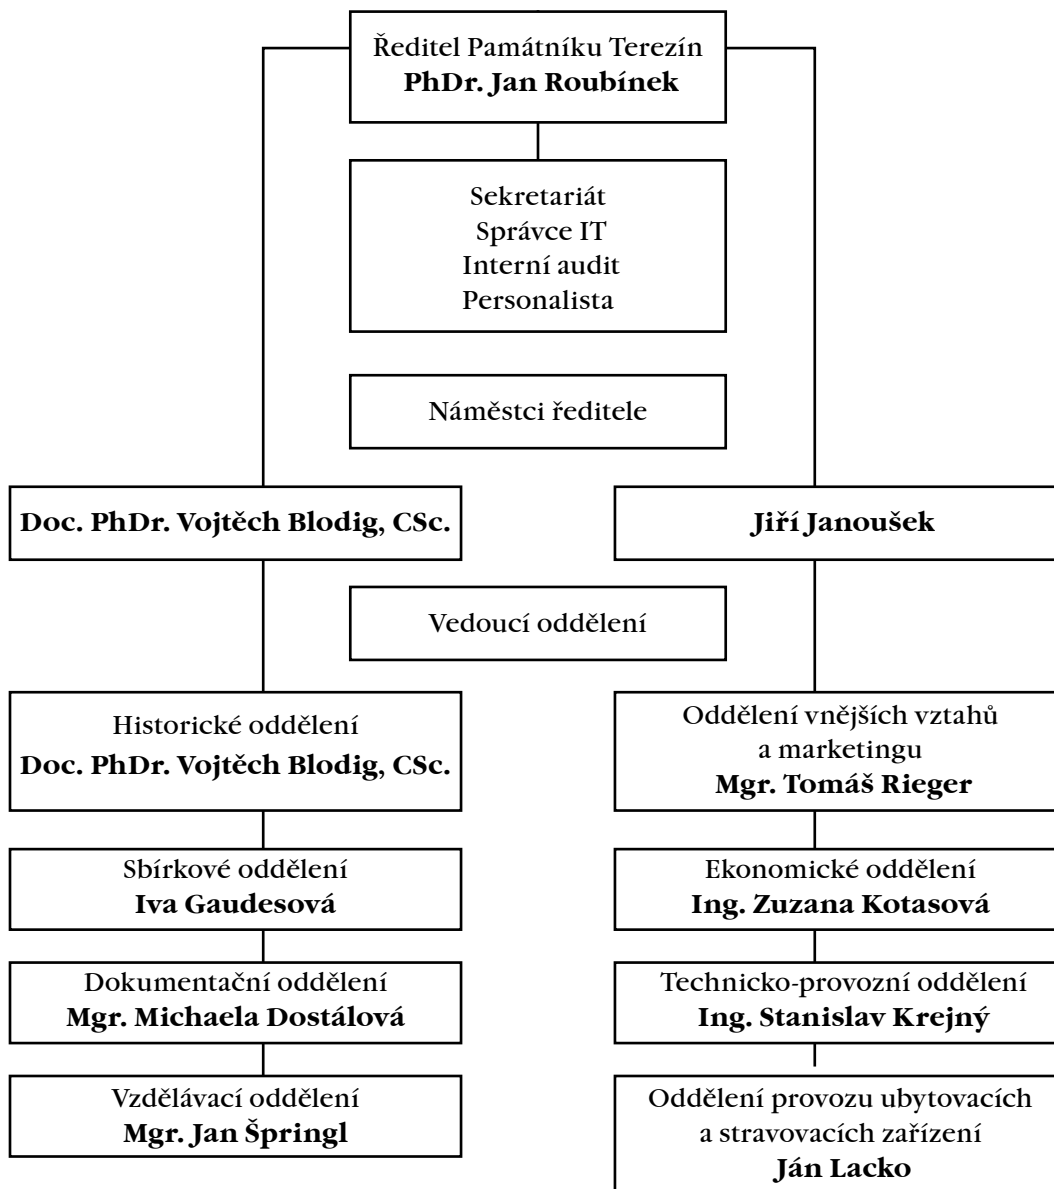 Ředitel Památníku Terezín
PhDr. Jan Roubínek
Sekretariát
Správce IT
Interní audit
Personalista
Náměstci ředitele
Doc. PhDr. Vojtěch Blodig, CSc.
Jiří Janoušek
Vedoucí oddělení
Historické oddělení
Doc. PhDr. Vojtěch Blodig, CSc.
Oddělení vnějších vztahů
a marketingu
Mgr. Tomáš Rieger
Sbírkové oddělení
Iva Gaudesová
Ekonomické oddělení
Ing. Zuzana Kotasová
Dokumentační oddělení
Mgr. Michaela Dostálová
Technicko-provozní oddělení
Ing. Stanislav Krejný
Vzdělávací oddělení
Mgr. Jan Špringl
Oddělení provozu ubytovacích
a stravovacích zařízení
Ján Lacko